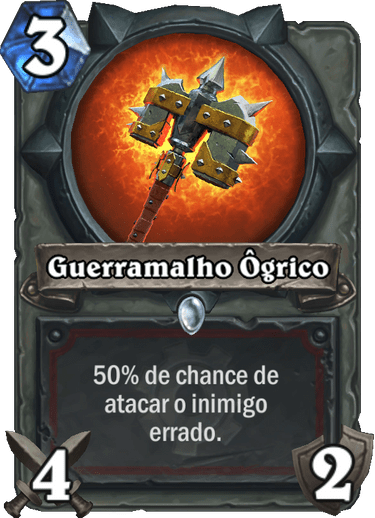 3
Guerramalho Ôgrico
50% de chance de
atacar o inimigo
errado.
4
2